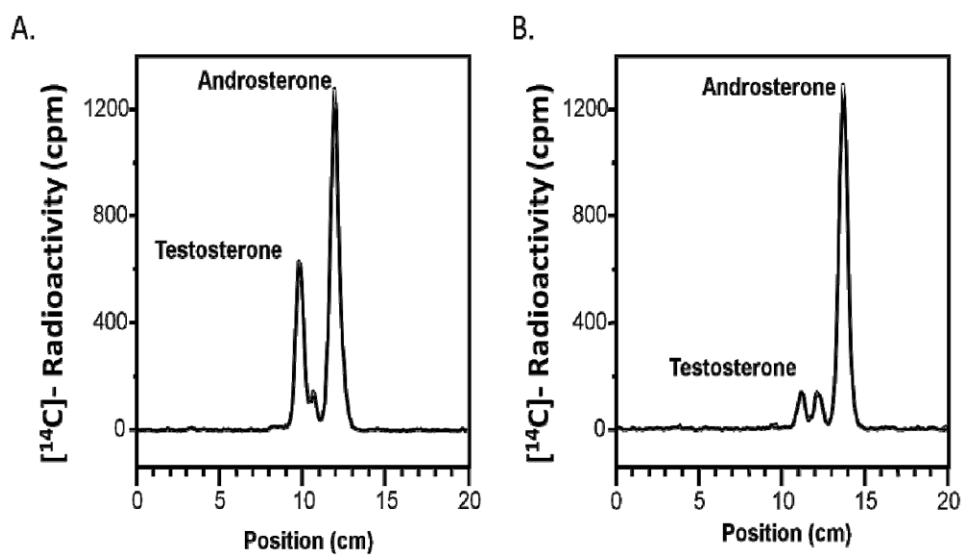 A.
[¹⁴C]- Radioactivity (cpm)
1200
800
400
0
Androsterone
Testosterone
0 5 10 15 20
Position (cm)
B.
[¹⁴C]- Radioactivity (cpm)
1200
800
400
0
Androsterone
Testosterone
0 5 10 15 20
Position (cm)